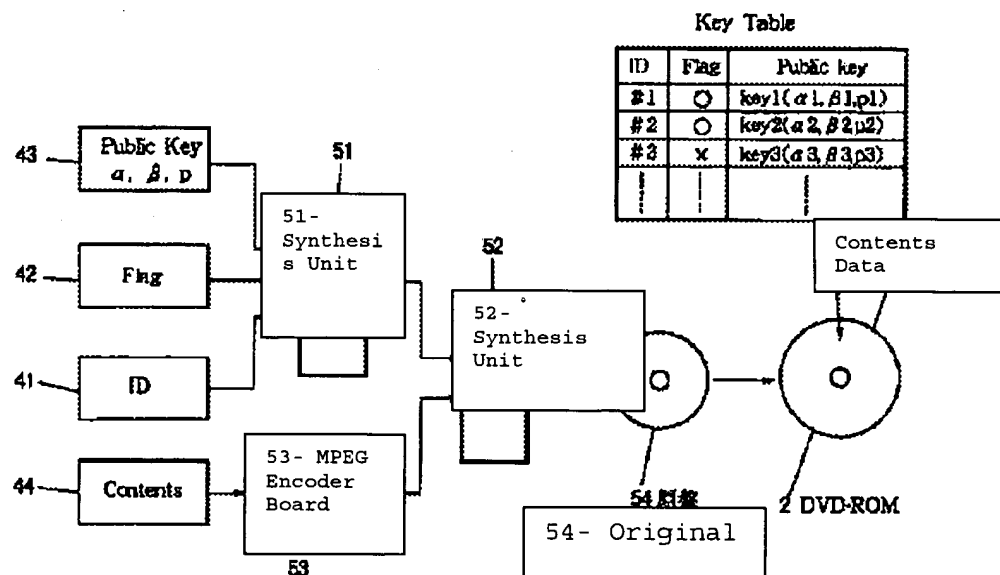 Key Table
ID Flag Public key
#1 ○ key1(α1, β1,p1)
#2 ○ key2(α2, β2,p2)
#3 × key3(α3, β3,p3)
43
Public Key
α, β, p
51
51-
Synthesi
s Unit
Contents
Data
42
Flag
52
52-
Synthesis
Unit
41
ID
44
Contents
53- MPEG
Encoder
Board
53
54 原盤
54- Original
2 DVD-ROM